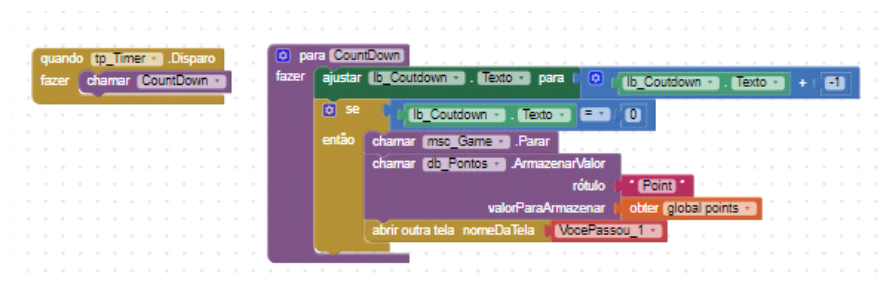 quando tp_Timer .Disparo
fazer chamar CountDown
para CountDown
fazer ajustar lb_Coutdown . Texto para lb_Coutdown . Texto + -1
se lb_Coutdown . Texto = 0
então chamar msc_Game .Parar
chamar db_Pontos .ArmazenarValor
rótulo " Point "
valorParaArmazenar obter global points
abrir outra tela nomeDaTela VocePassou_1